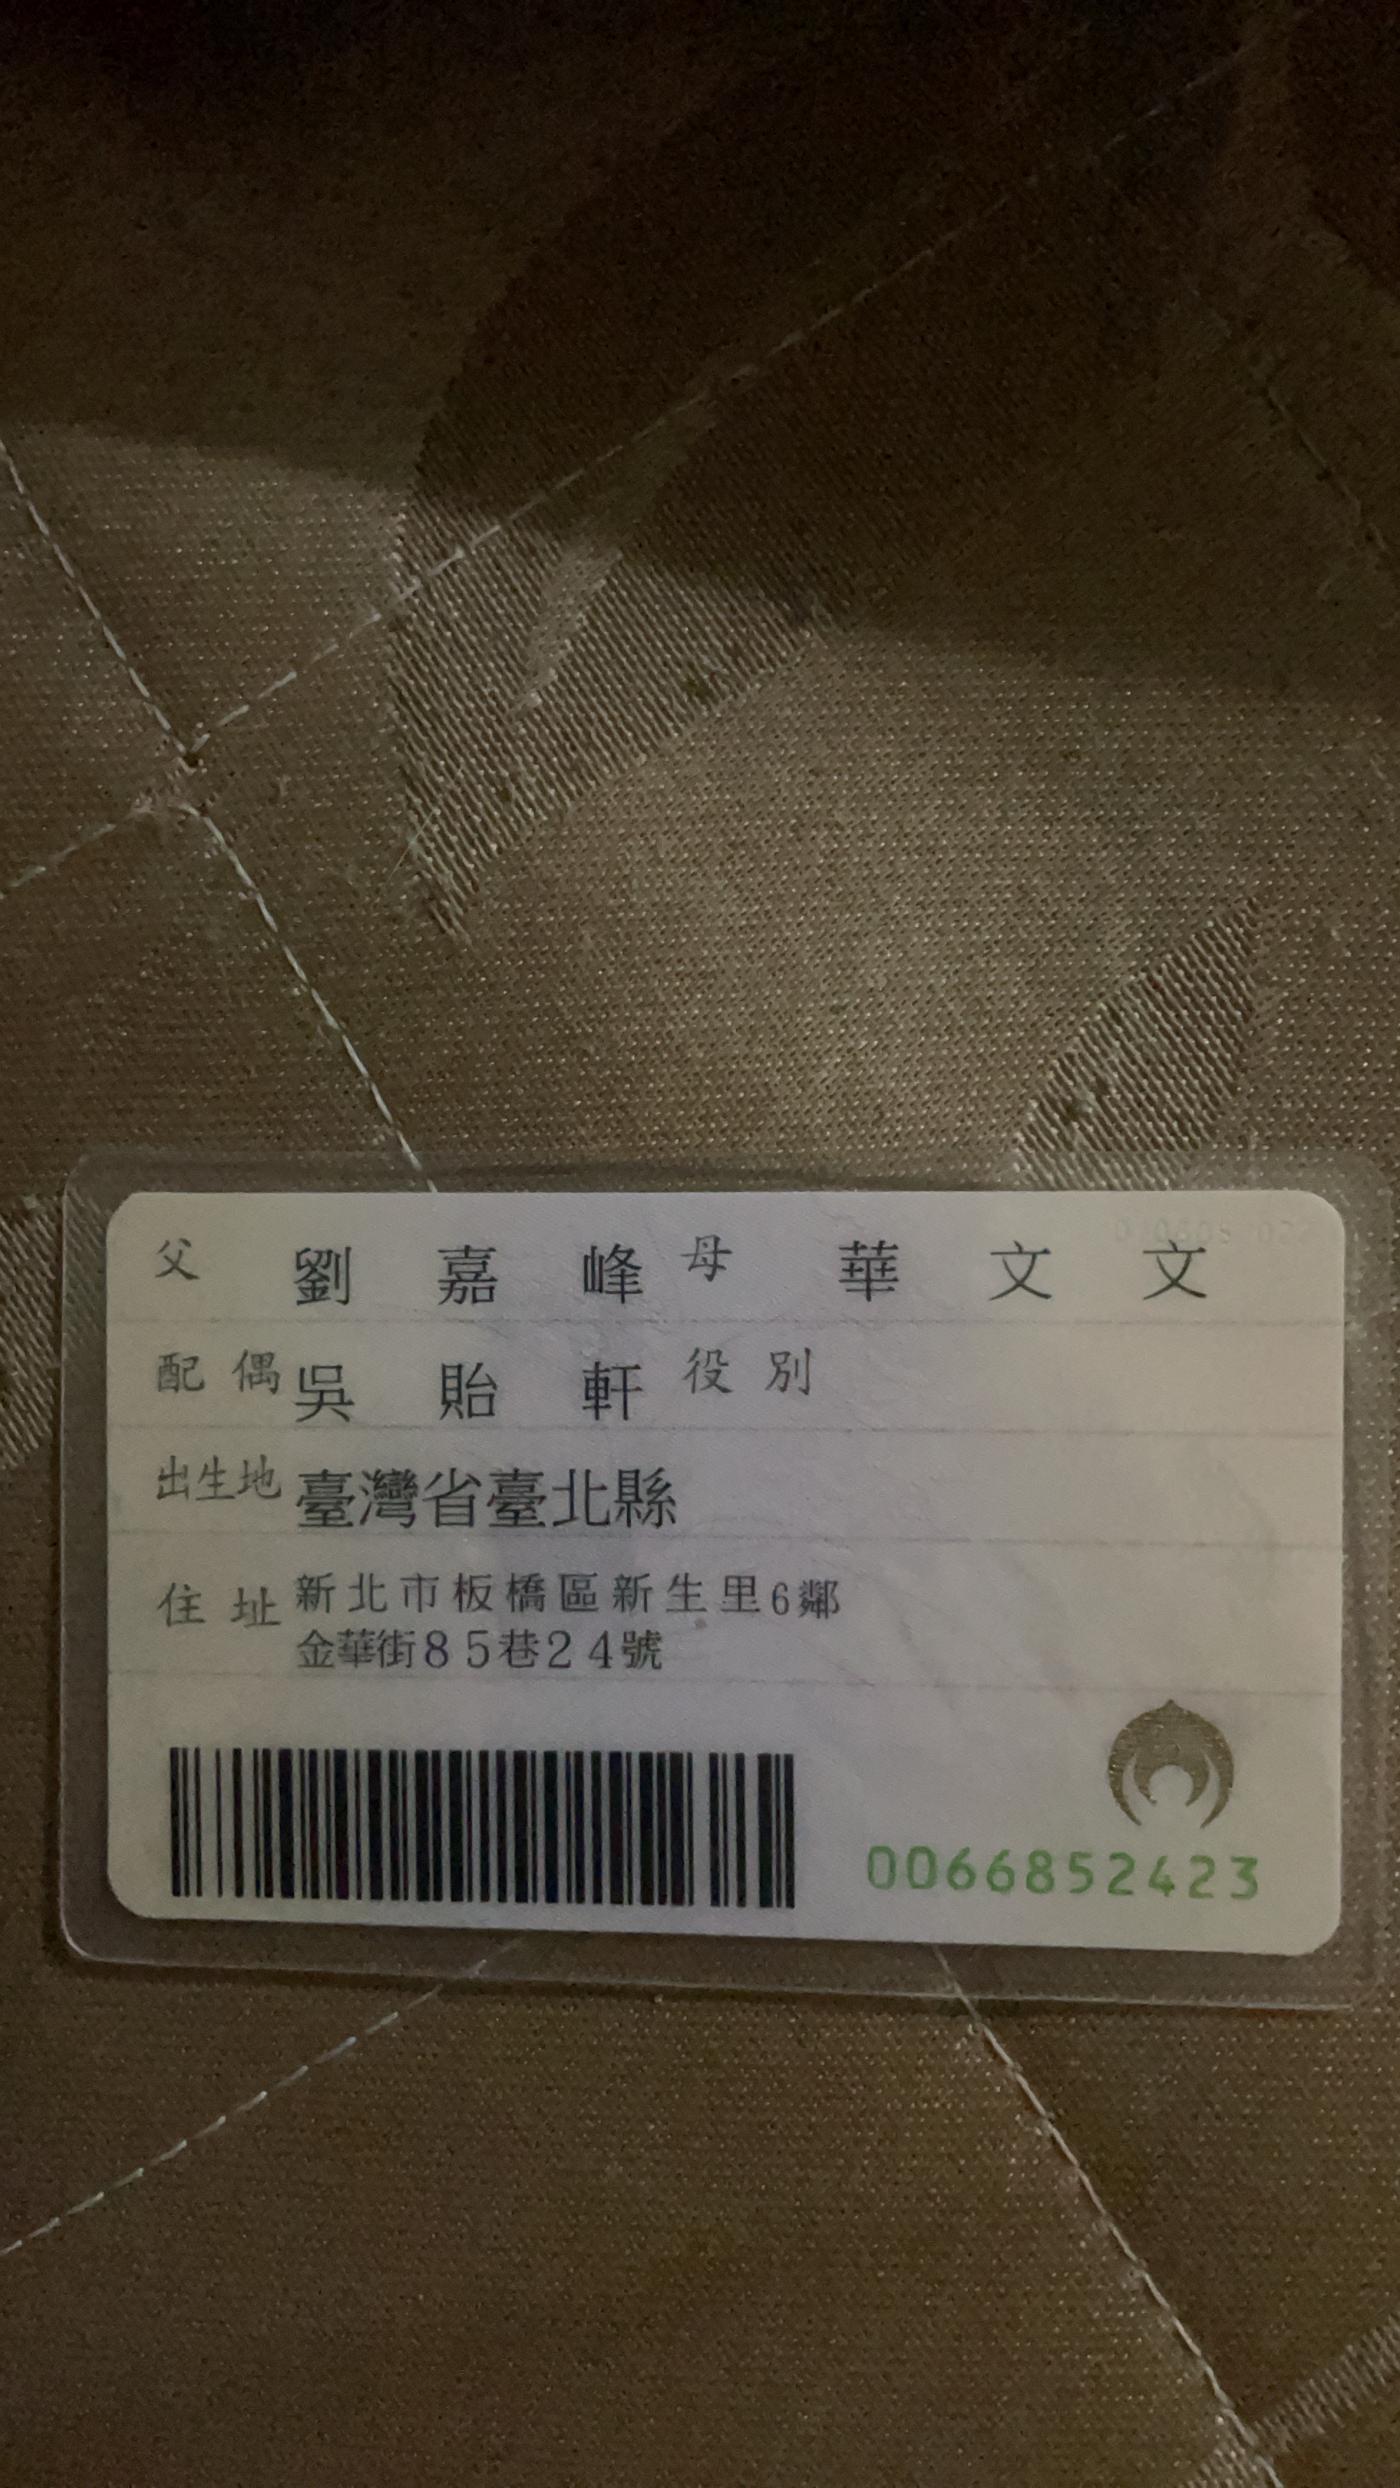 父 劉嘉峰 母 華文文
配偶 吳貽軒 役別
出生地 臺灣省臺北縣
住址 新北市板橋區新生里6鄰
金華街85巷24號
0066852423